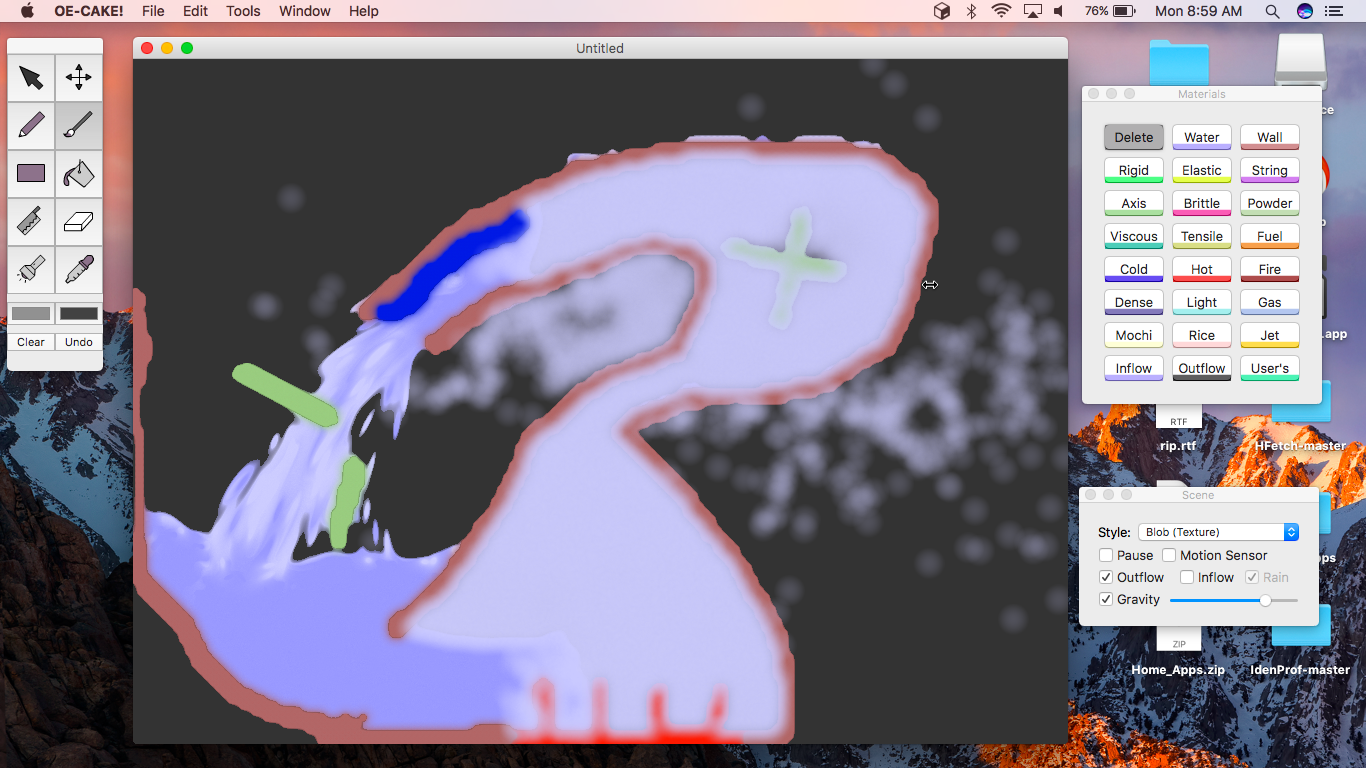 OE-CAKE! File Edit Tools Window Help 76% Mon 8:59 AM
Untitled
Clear Undo
Materials
Delete Water Wall
Rigid Elastic String
Axis Brittle Powder
Viscous Tensile Fuel
Cold Hot Fire
Dense Light Gas
Mochi Rice Jet
Inflow Outflow User's
ce
.app
RTF
rip.rtf HFetch-master
Scene
Style: Blob (Texture)
Pause Motion Sensor
Outflow Inflow Rain
Gravity
ZIP
Home_Apps.zip IdenProf-master